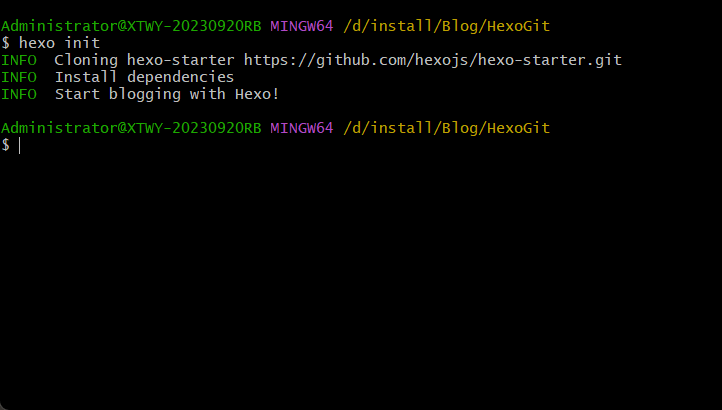 Administrator@XTWY-20230920RB MINGW64 /d/install/Blog/HexoGit
$ hexo init
INFO  Cloning hexo-starter https://github.com/hexojs/hexo-starter.git
INFO  Install dependencies
INFO  Start blogging with Hexo!
Administrator@XTWY-20230920RB MINGW64 /d/install/Blog/HexoGit
$